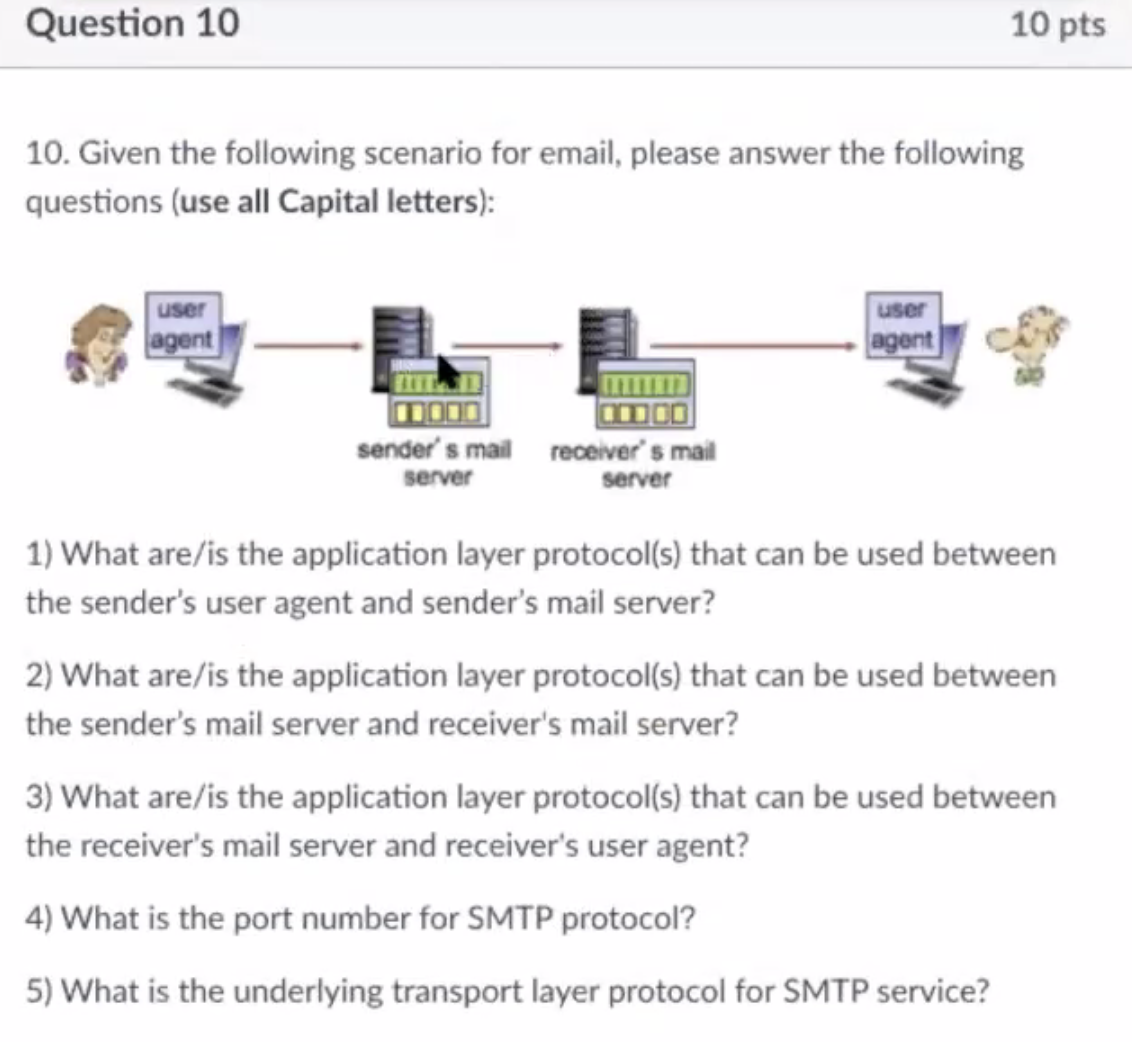 Question 10
10 pts
10. Given the following scenario for email, please answer the following
questions (use all Capital letters):
user
agent
user
agent
sender's mail
server
receiver's mail
server
1) What are/is the application layer protocol(s) that can be used between
the sender's user agent and sender's mail server?
2) What are/is the application layer protocol(s) that can be used between
the sender's mail server and receiver's mail server?
3) What are/is the application layer protocol(s) that can be used between
the receiver's mail server and receiver's user agent?
4) What is the port number for SMTP protocol?
5) What is the underlying transport layer protocol for SMTP service?